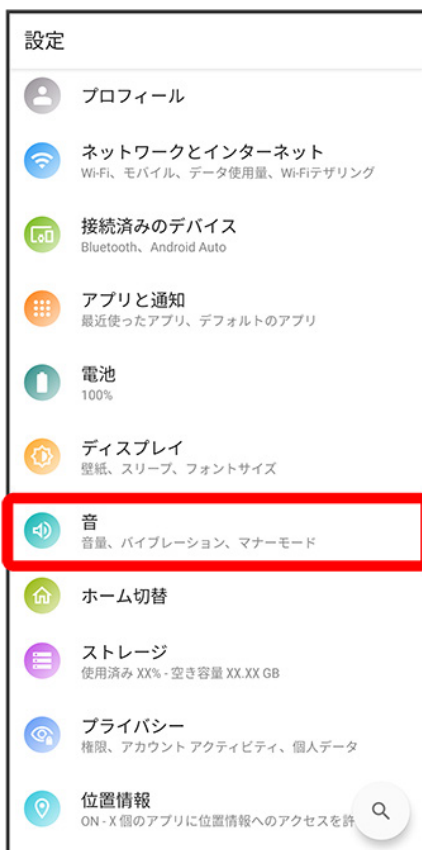 設定
プロフィール
ネットワークとインターネット
Wi-Fi、モバイル、データ使用量、Wi-Fiテザリング
接続済みのデバイス
Bluetooth、Android Auto
アプリと通知
最近使ったアプリ、デフォルトのアプリ
電池
100%
ディスプレイ
壁紙、スリープ、フォントサイズ
音
音量、バイブレーション、マナーモード
ホーム切替
ストレージ
使用済み XX% - 空き容量 XX.XX GB
プライバシー
権限、アカウント アクティビティ、個人データ
位置情報
ON - X 個のアプリに位置情報へのアクセスを許